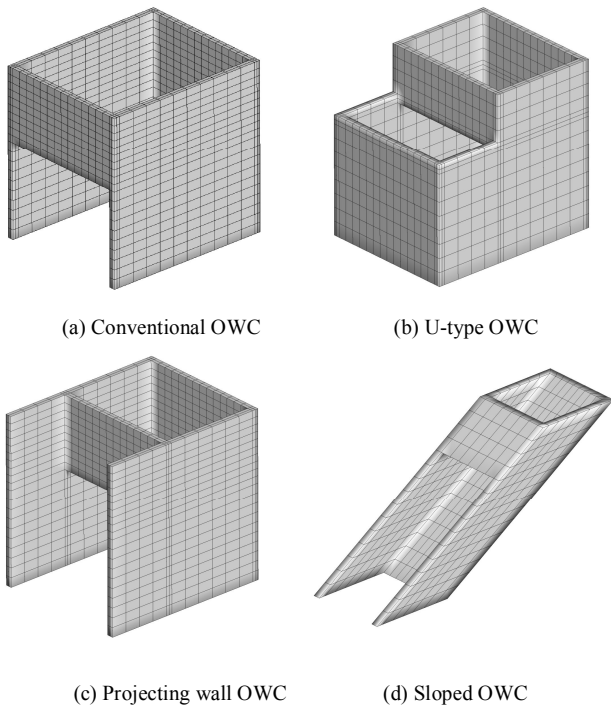 (a) Conventional OWC
(b) U-type OWC
(c) Projecting wall OWC
(d) Sloped OWC